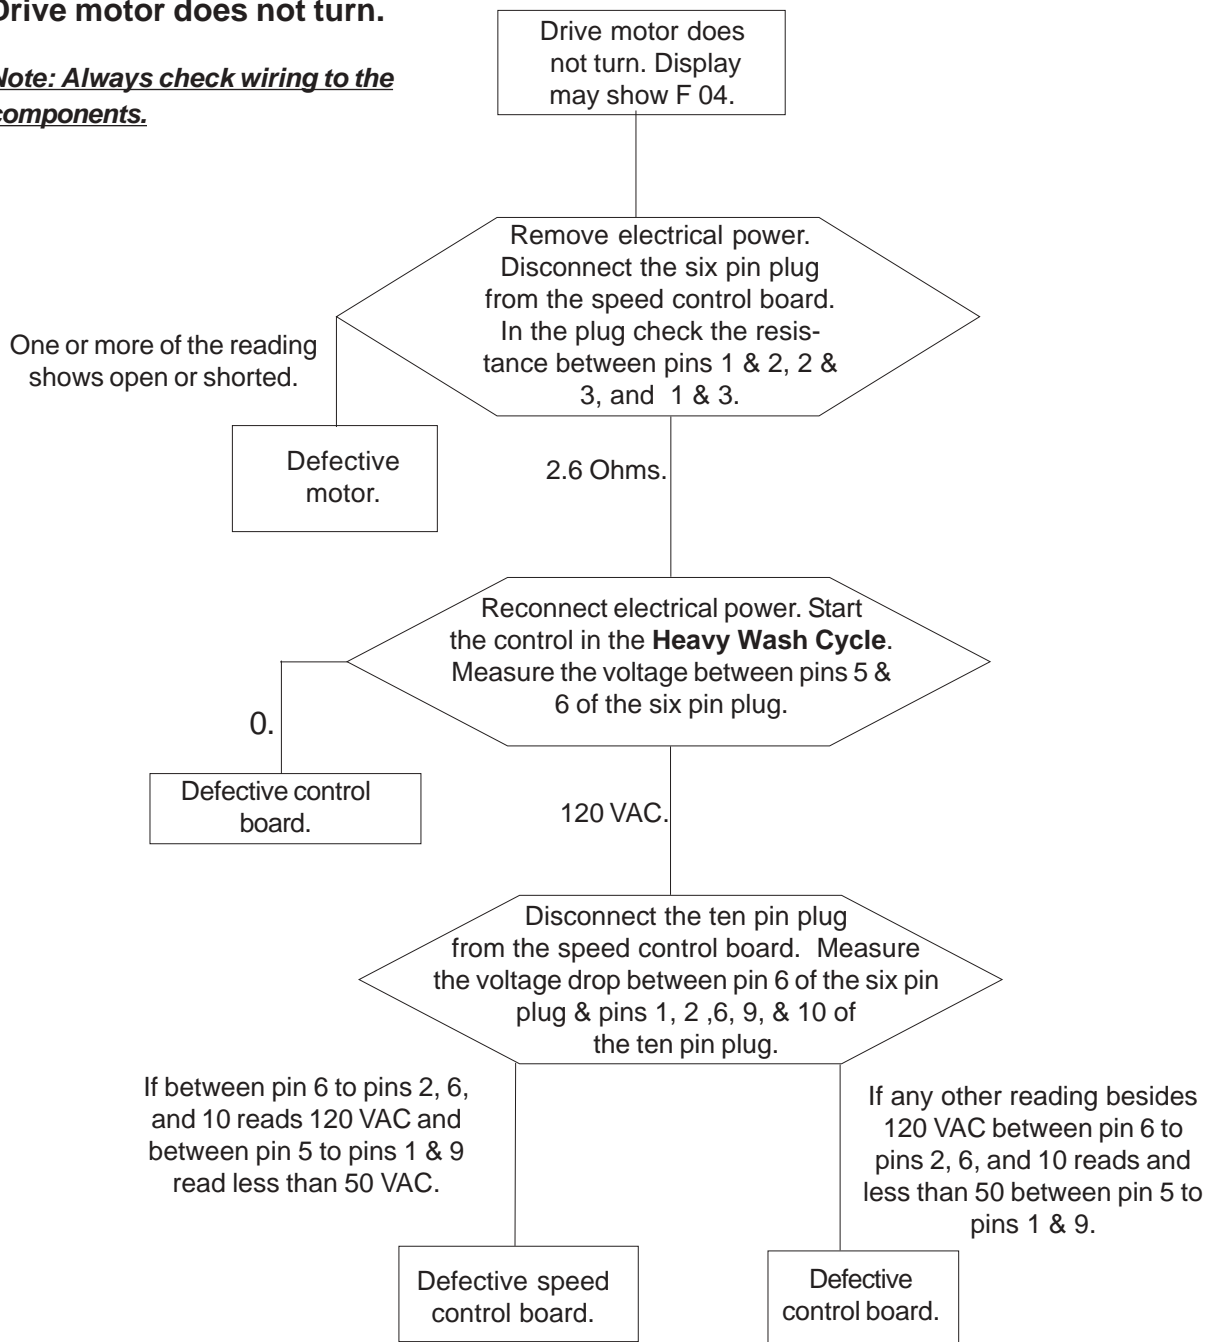 Drive motor does not turn.
Note: Always check wiring to the
components.
Drive motor does
not turn. Display
may show F 04.
Remove electrical power.
Disconnect the six pin plug
from the speed control board.
In the plug check the resis-
tance between pins 1 & 2, 2 &
3, and 1 & 3.
One or more of the reading
shows open or shorted.
Defective
motor.
2.6 Ohms.
Reconnect electrical power. Start
the control in the Heavy Wash Cycle.
Measure the voltage between pins 5 &
6 of the six pin plug.
0.
Defective control
board.
120 VAC.
Disconnect the ten pin plug
from the speed control board. Measure
the voltage drop between pin 6 of the six pin
plug & pins 1, 2 ,6, 9, & 10 of
the ten pin plug.
If between pin 6 to pins 2, 6,
and 10 reads 120 VAC and
between pin 5 to pins 1 & 9
read less than 50 VAC.
If any other reading besides
120 VAC between pin 6 to
pins 2, 6, and 10 reads and
less than 50 between pin 5 to
pins 1 & 9.
Defective speed
control board.
Defective
control board.